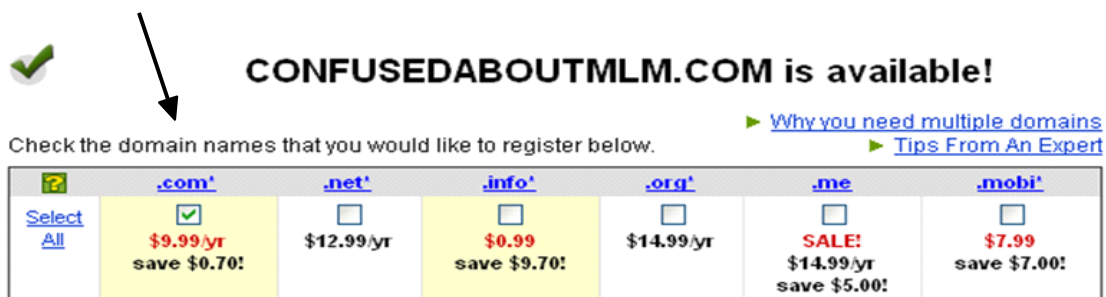 CONFUSEDABOUTMLM.COM is available!
Why you need multiple domains
Check the domain names that you would like to register below.
Tips From An Expert
? .com* .net* .info* .org* .me .mobi*
Select All
$9.99/yr $12.99/yr $0.99 $14.99/yr SALE! $7.99
save $0.70! save $9.70! $14.99/yr save $7.00!
save $5.00!